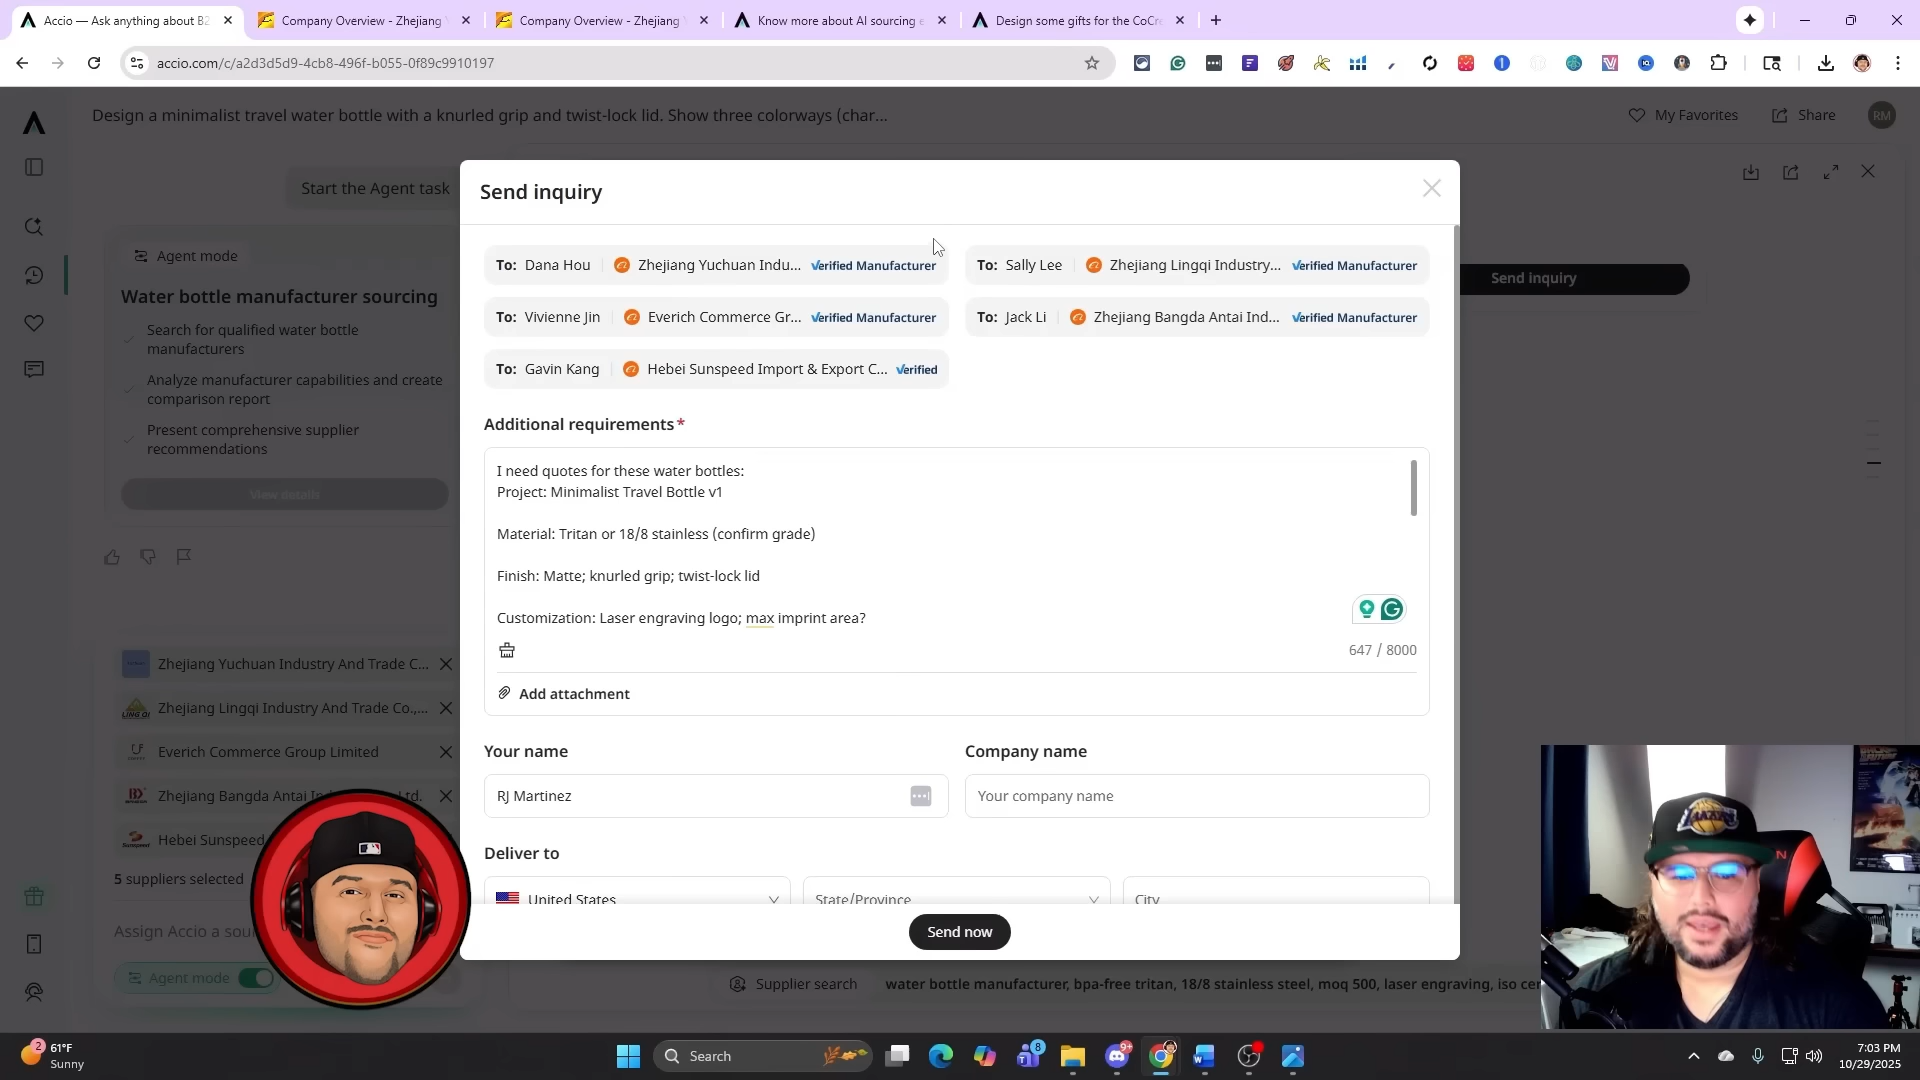 Accio — Ask anything about B2
Company Overview - Zhejiang Y
Company Overview - Zhejiang
Know more about AI sourcing e
Design some gifts for the CoCre
accio.com/c/a2d3d5d9-4cb8-496f-b055-0f89c9910197
Design a minimalist travel water bottle with a knurled grip and twist-lock lid. Show three colorways (char...
My Favorites
Share
RM
Start the Agent task
Agent mode
Water bottle manufacturer sourcing
Search for qualified water bottle
manufacturers
Analyze manufacturer capabilities and create
comparison report
Present comprehensive supplier
recommendations
View details
Zhejiang Yuchuan Industry And Trade C...
Zhejiang Lingqi Industry And Trade Co.,...
Everich Commerce Group Limited
Zhejiang Bangda Antai Ind
td.
Hebei Sunspeed
5 suppliers selected
Assign Accio a sou
Agent mode
Send inquiry
To: Dana Hou
Zhejiang Yuchuan Indu...
Verified Manufacturer
To: Sally Lee
Zhejiang Lingqi Industry...
Verified Manufacturer
To: Vivienne Jin
Everich Commerce Gr...
Verified Manufacturer
To: Jack Li
Zhejiang Bangda Antai Ind...
Verified Manufacturer
To: Gavin Kang
Hebei Sunspeed Import & Export C...
Verified
Send inquiry
Additional requirements*
I need quotes for these water bottles:
Project: Minimalist Travel Bottle v1
Material: Tritan or 18/8 stainless (confirm grade)
Finish: Matte; knurled grip; twist-lock lid
Customization: Laser engraving logo; max imprint area?
647 / 8000
Add attachment
Your name
Company name
RJ Martinez
Your company name
Deliver to
United States
State/Province
City
Send now
Supplier search
water bottle manufacturer, bpa-free tritan, 18/8 stainless steel, moq 500, laser engraving, iso cer
2
61°F
Sunny
Search
8
9+
7:03 PM
10/29/2025